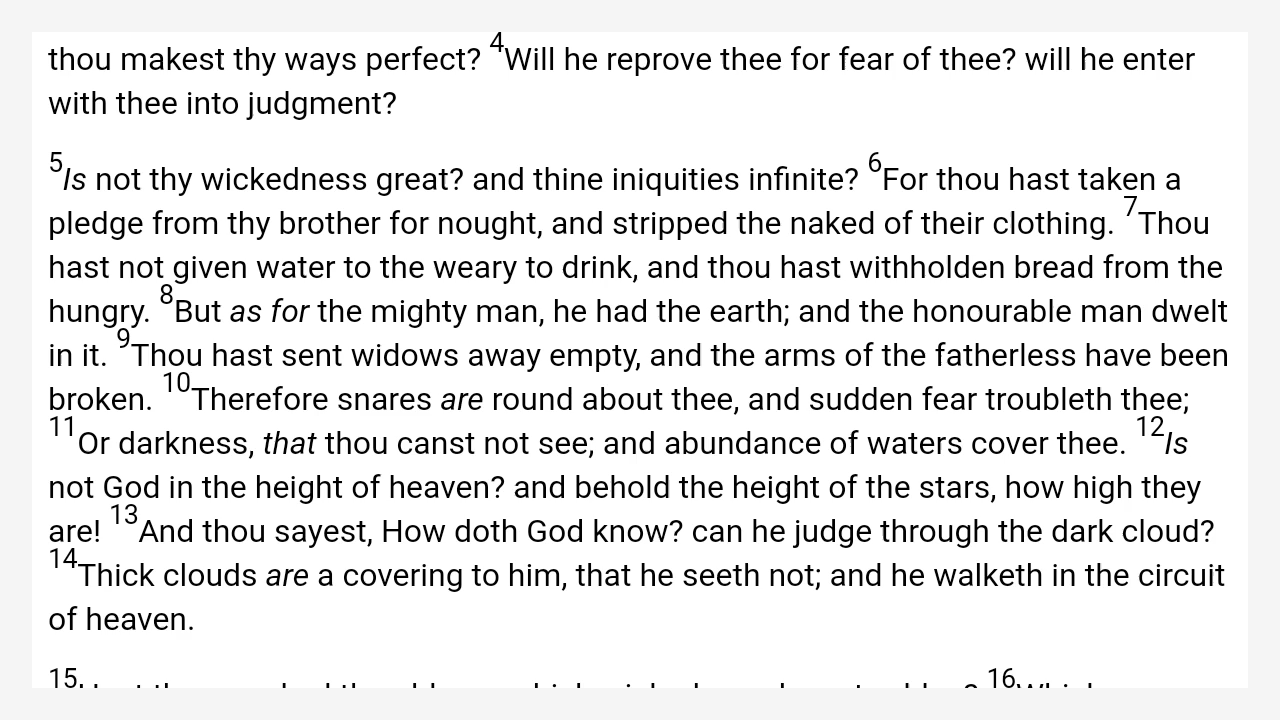 thou makest thy ways perfect? 4Will he reprove thee for fear of thee? will he enter
with thee into judgment?
5Is not thy wickedness great? and thine iniquities infinite? 6For thou hast taken a
pledge from thy brother for nought, and stripped the naked of their clothing. 7Thou
hast not given water to the weary to drink, and thou hast withholden bread from the
hungry. 8But as for the mighty man, he had the earth; and the honourable man dwelt
in it. 9Thou hast sent widows away empty, and the arms of the fatherless have been
broken. 10Therefore snares are round about thee, and sudden fear troubleth thee;
11Or darkness, that thou canst not see; and abundance of waters cover thee. 12Is
not God in the height of heaven? and behold the height of the stars, how high they
are! 13And thou sayest, How doth God know? can he judge through the dark cloud?
14Thick clouds are a covering to him, that he seeth not; and he walketh in the circuit
of heaven.
15 16